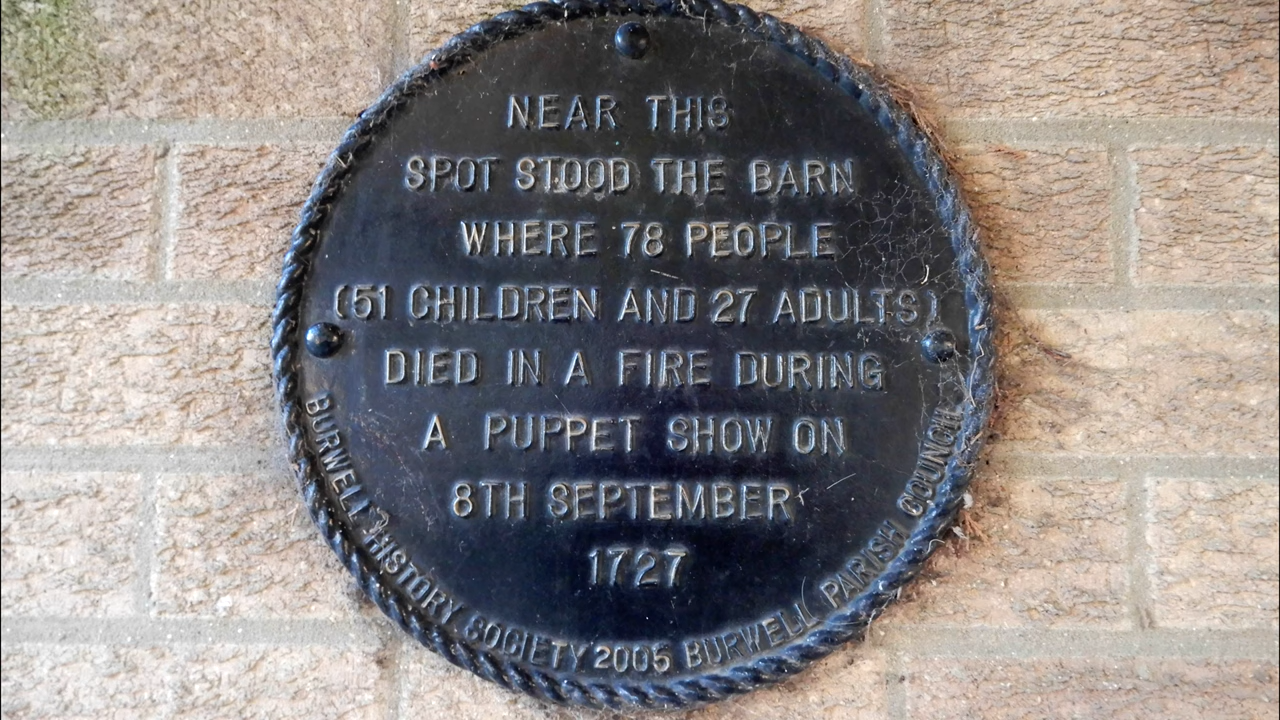 NEAR THIS
SPOT STOOD THE BARN
WHERE 78 PEOPLE
(51 CHILDREN AND 27 ADULTS)
DIED IN A FIRE DURING
A PUPPET SHOW ON
8TH SEPTEMBER
1727
BURWELL HISTORY SOCIETY 2005 BURWELL PARISH COUNCIL